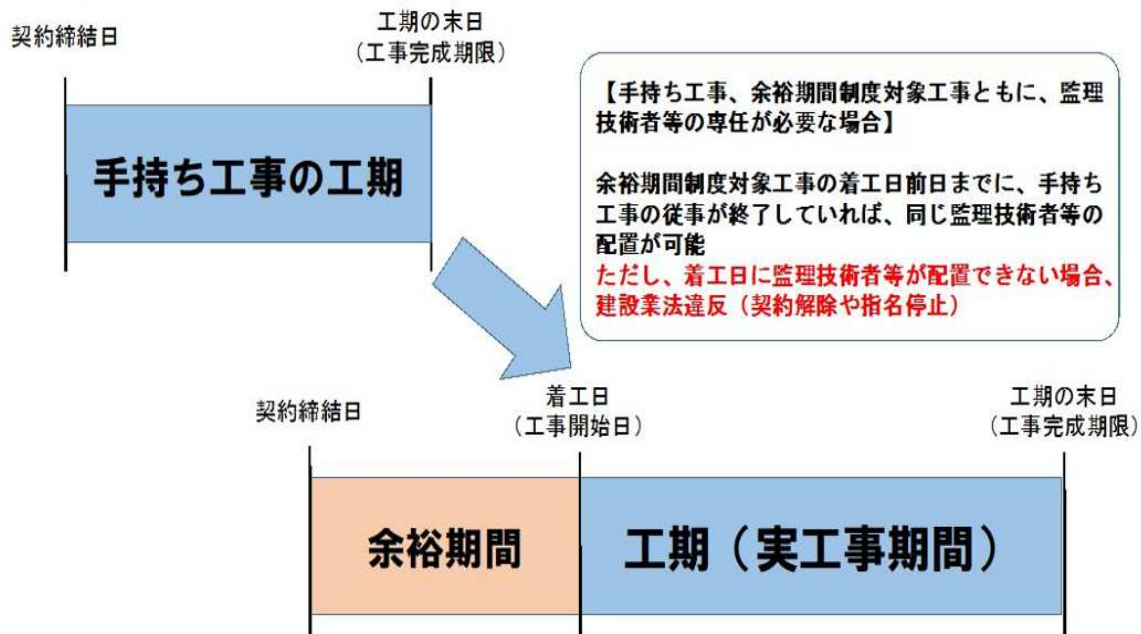 契約締結日
工期の末日
（工事完成期限）
手持ち工事の工期
【手持ち工事、余裕期間制度対象工事ともに、監理
技術者等の専任が必要な場合】
余裕期間制度対象工事の着工日前日までに、手持ち
工事の従事が終了していれば、同じ監理技術者等の
配置が可能
ただし、着工日に監理技術者等が配置できない場合、
建設業法違反（契約解除や指名停止）
契約締結日
着工日
（工事開始日）
工期の末日
（工事完成期限）
余裕期間
工期（実工事期間）